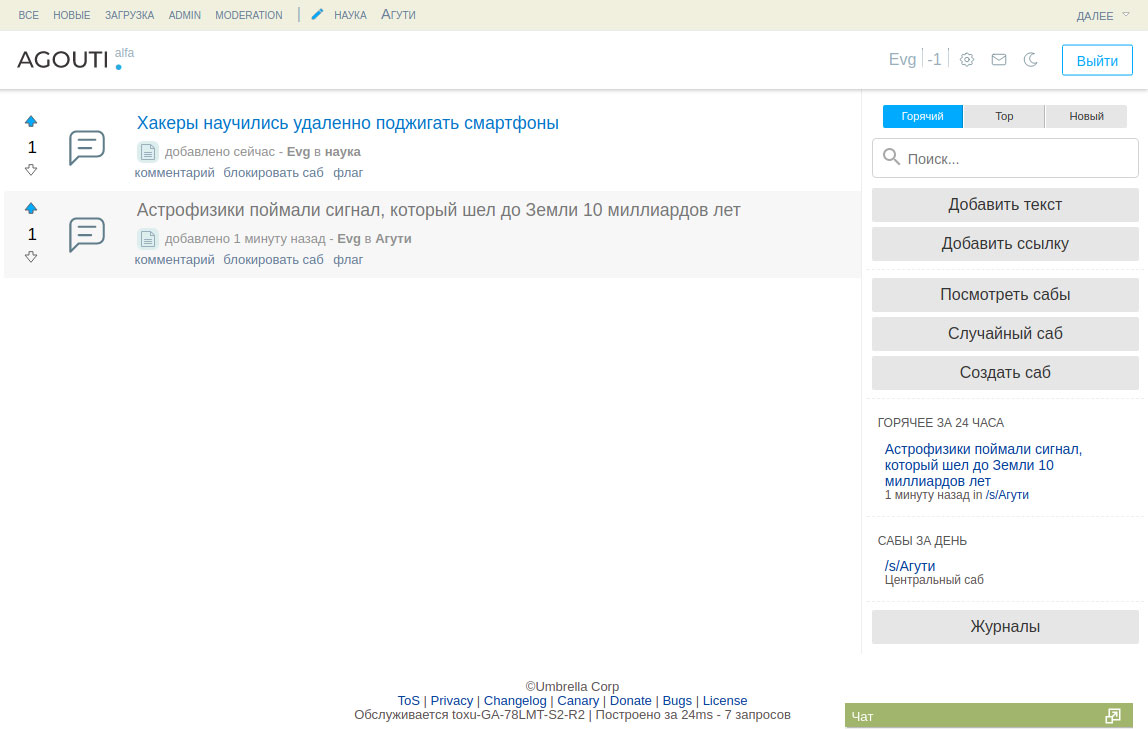 ВСЕ НОВЫЕ ЗАГРУЗКА ADMIN MODERATION | НАУКА АГУТИ ДАЛЕЕ
AGOUTI alfa
Evg -1 Выйти
Хакеры научились удаленно поджигать смартфоны
1
добавлено сейчас - Evg в наука
комментарий блокировать саб флаг
Астрофизики поймали сигнал, который шел до Земли 10 миллиардов лет
1
добавлено 1 минуту назад - Evg в Агути
комментарий блокировать саб флаг
Горячий Top Новый
Поиск...
Добавить текст
Добавить ссылку
Посмотреть сабы
Случайный саб
Создать саб
ГОРЯЧЕЕ ЗА 24 ЧАСА
Астрофизики поймали сигнал,
который шел до Земли 10
миллиардов лет
1 минуту назад in /s/Агути
САБЫ ЗА ДЕНЬ
/s/Агути
Центральный саб
Журналы
©Umbrella Corp
ToS | Privacy | Changelog | Canary | Donate | Bugs | License
Обслуживается toxu-GA-78LMT-S2-R2 | Построено за 24ms - 7 запросов
Чат